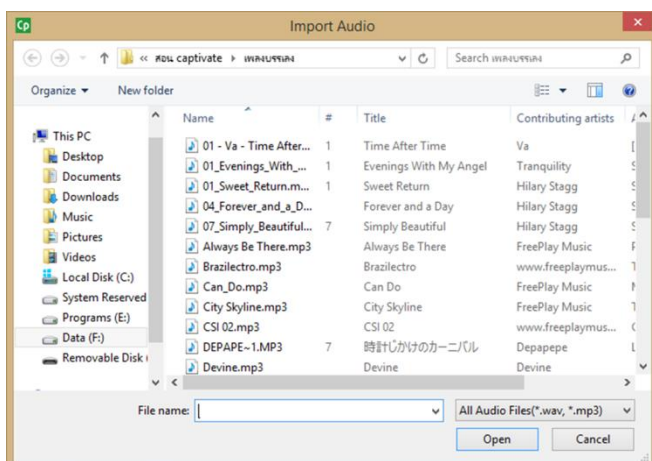 Cp Import Audio
« สอน captivate ▸ เพลงบรรเลง Search เพลงบรรเลง
Organize New folder
This PC
Desktop
Documents
Downloads
Music
Pictures
Videos
Local Disk (C:)
System Reserved
Programs (E:)
Data (F:)
Removable Disk (
Name # Title Contributing artists
01 - Va - Time After... 1 Time After Time Va
01_Evenings_With_... 1 Evenings With My Angel Tranquility
01_Sweet_Return.m... 1 Sweet Return Hilary Stagg
04_Forever_and_a_D... Forever and a Day Hilary Stagg
07_Simply_Beautiful... 7 Simply Beautiful Hilary Stagg
Always Be There.mp3 Always Be There FreePlay Music
Brazilectro.mp3 Brazilectro www.freeplaymus...
Can_Do.mp3 Can Do FreePlay Music
City Skyline.mp3 City Skyline FreePlay Music
CSI 02.mp3 CSI 02 www.freeplaymus...
DEPAPE~1.MP3 7 時計じかけのカーニバル Depapepe
Devine.mp3 Devine Devine
File name: All Audio Files(*.wav, *.mp3)
Open Cancel